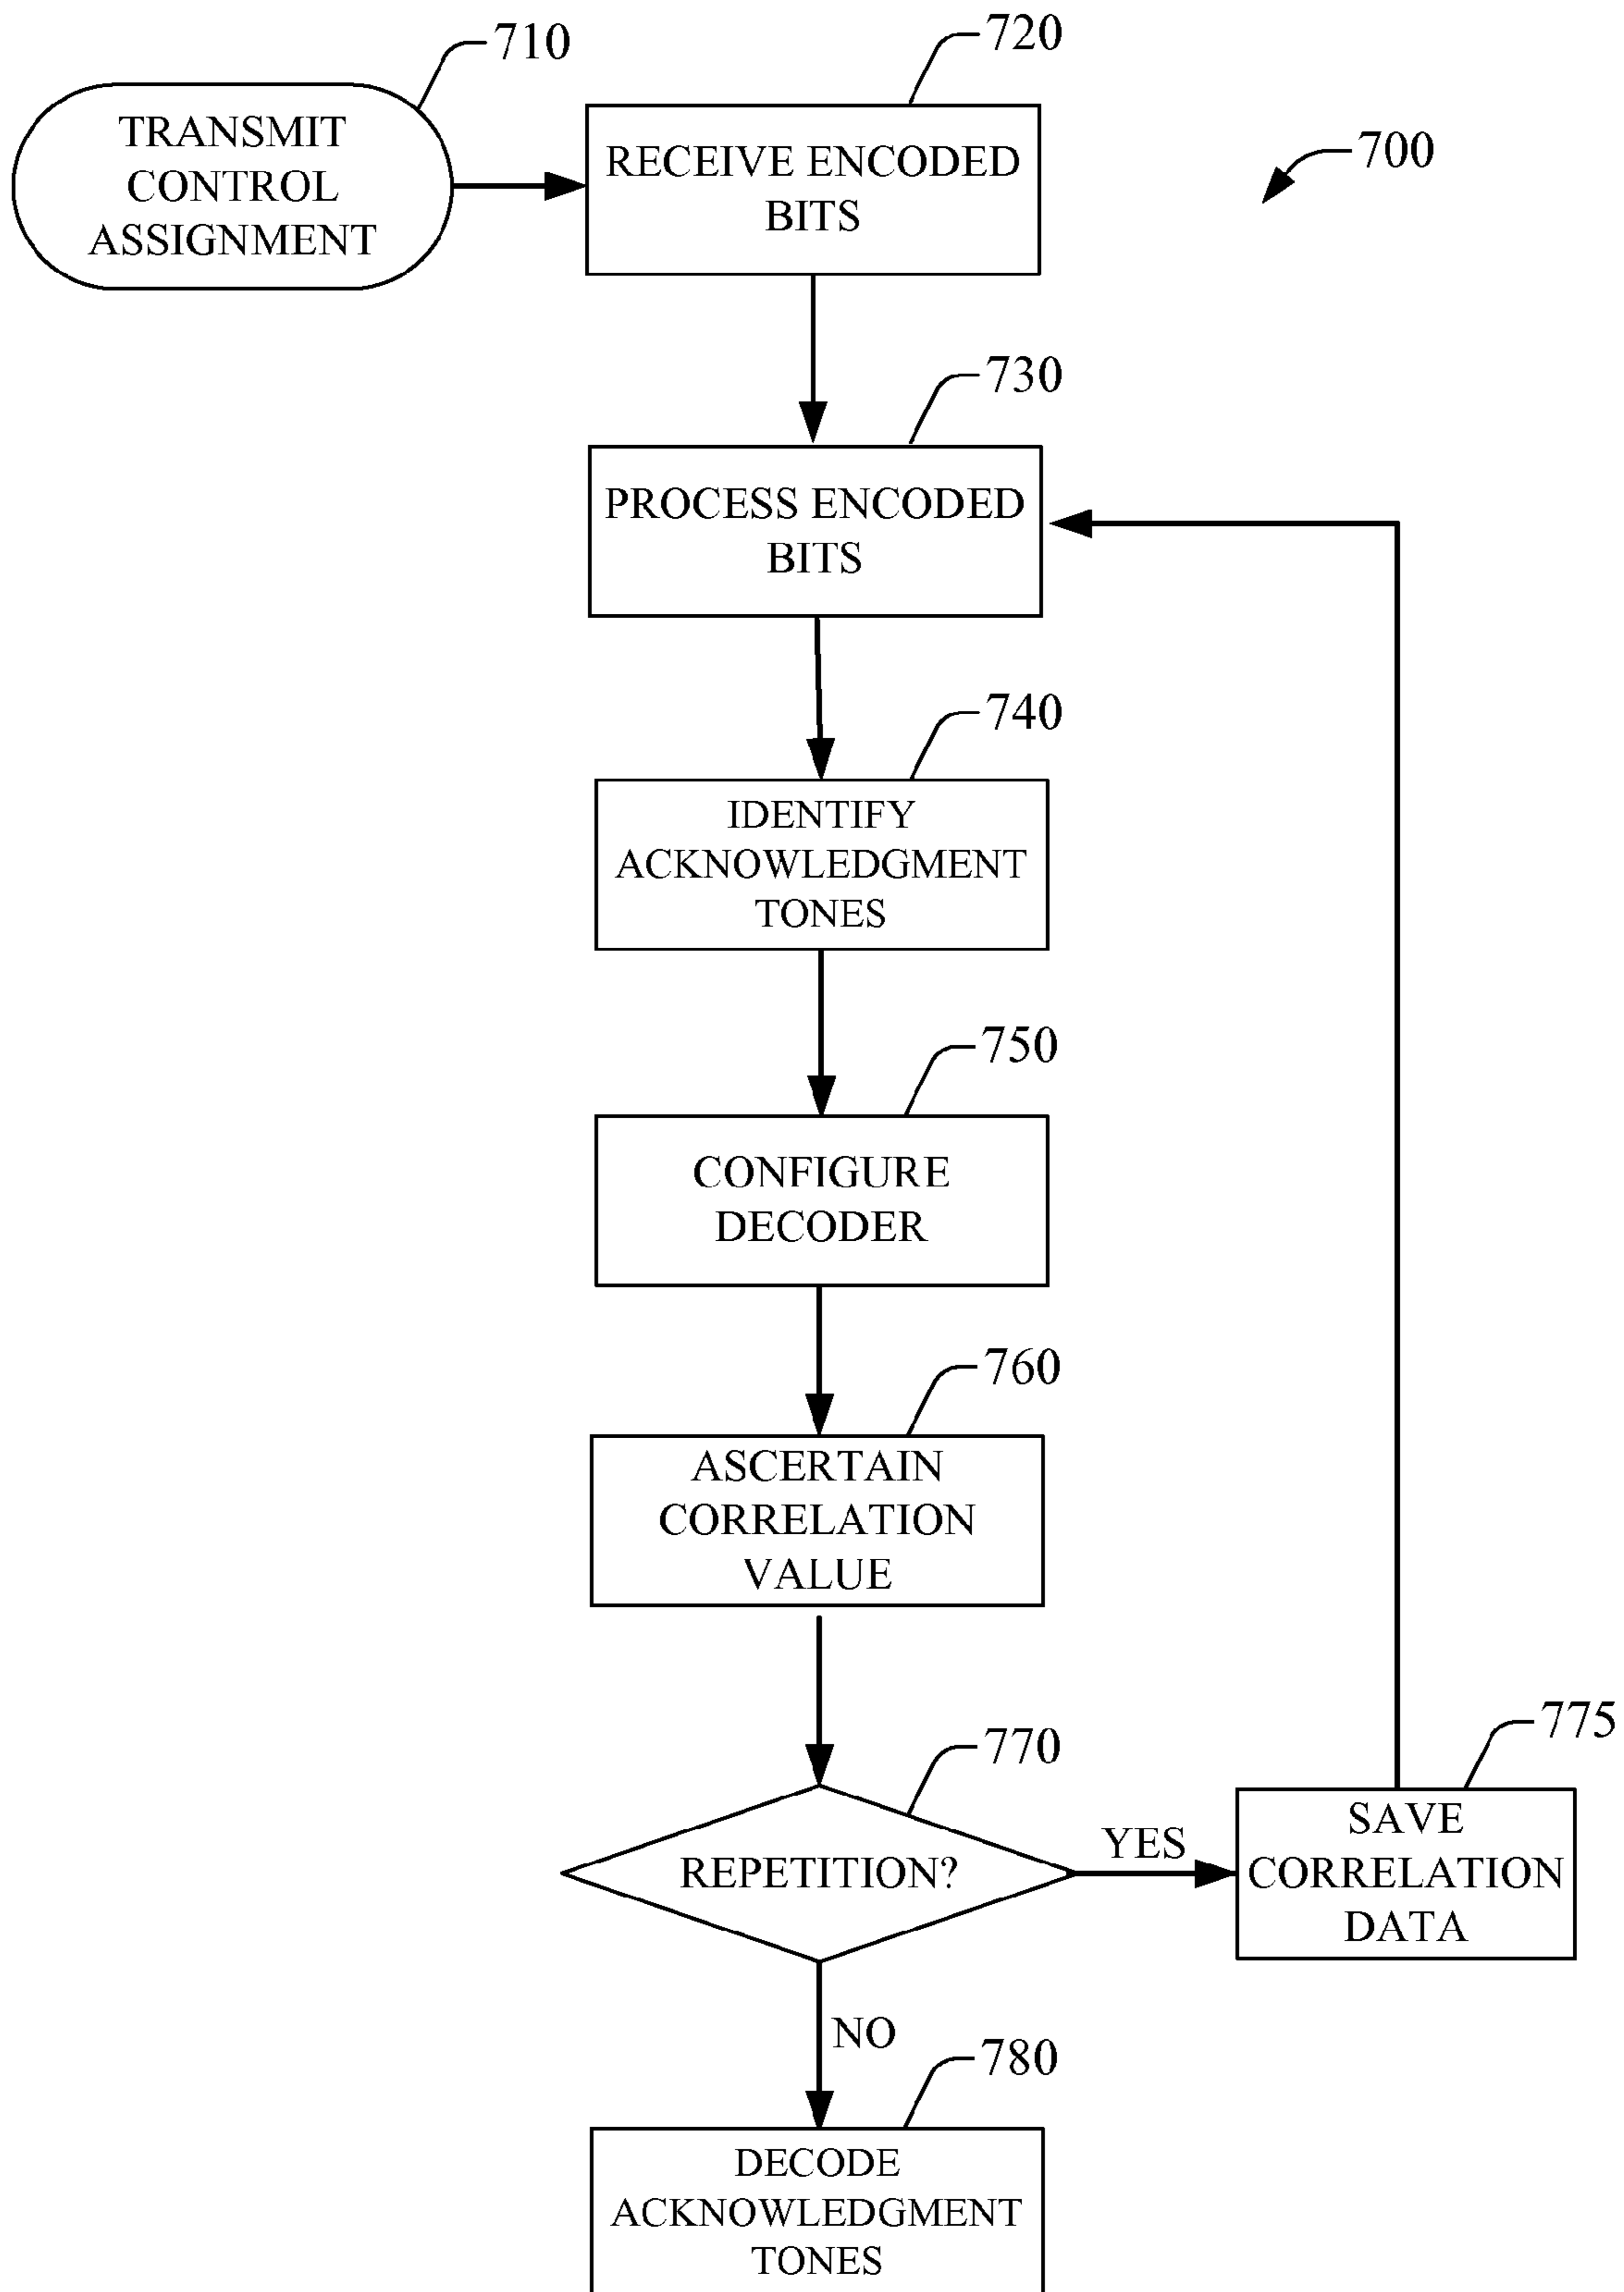 710
TRANSMIT
CONTROL
ASSIGNMENT
720
RECEIVE ENCODED
BITS
700
730
PROCESS ENCODED
BITS
740
IDENTIFY
ACKNOWLEDGMENT
TONES
750
CONFIGURE
DECODER
760
ASCERTAIN
CORRELATION
VALUE
770
REPETITION?
YES
775
SAVE
CORRELATION
DATA
NO
780
DECODE
ACKNOWLEDGMENT
TONES